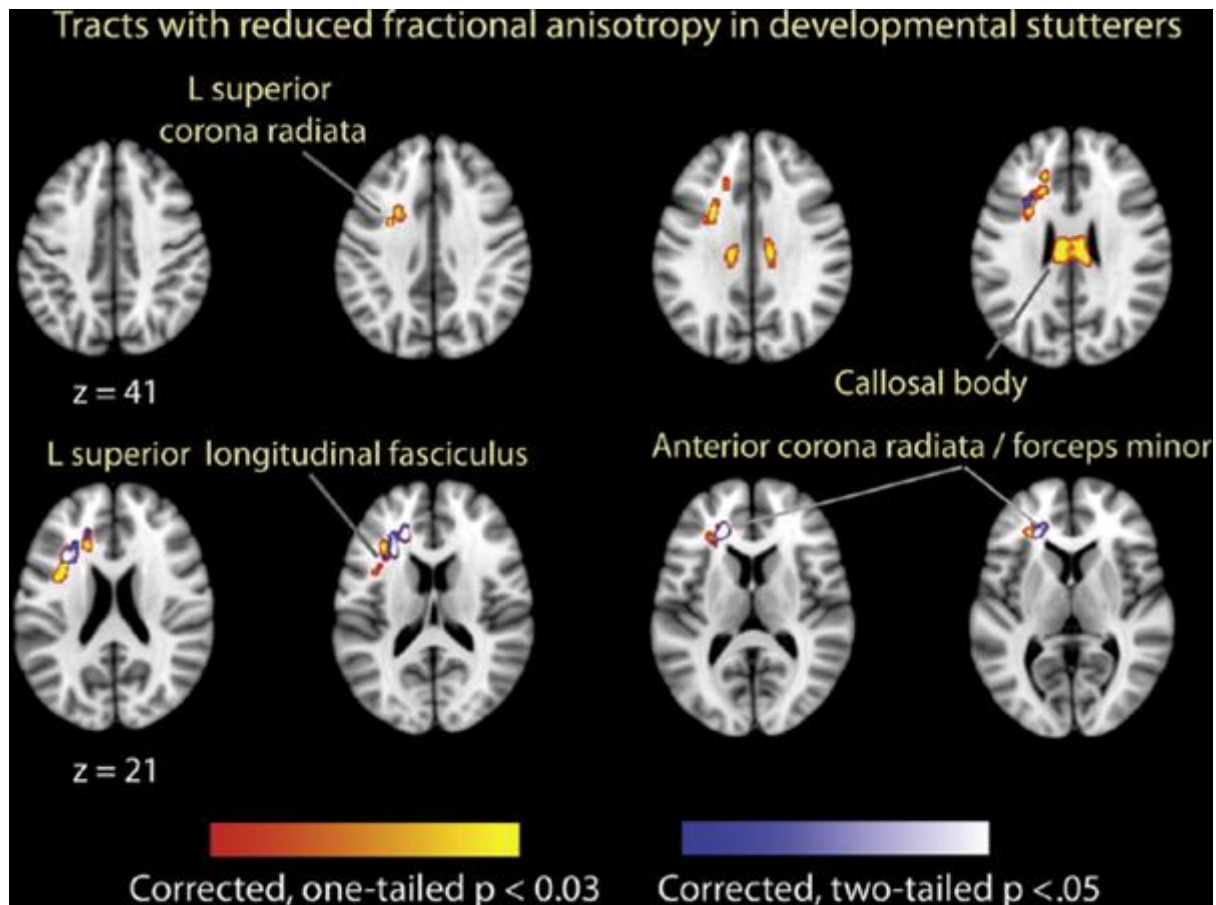 Tracts with reduced fractional anisotropy in developmental stutterers
L superior
corona radiata
z = 41
Callosal body
L superior longitudinal fasciculus
Anterior corona radiata / forceps minor
z = 21
Corrected, one-tailed p < 0.03
Corrected, two-tailed p <.05